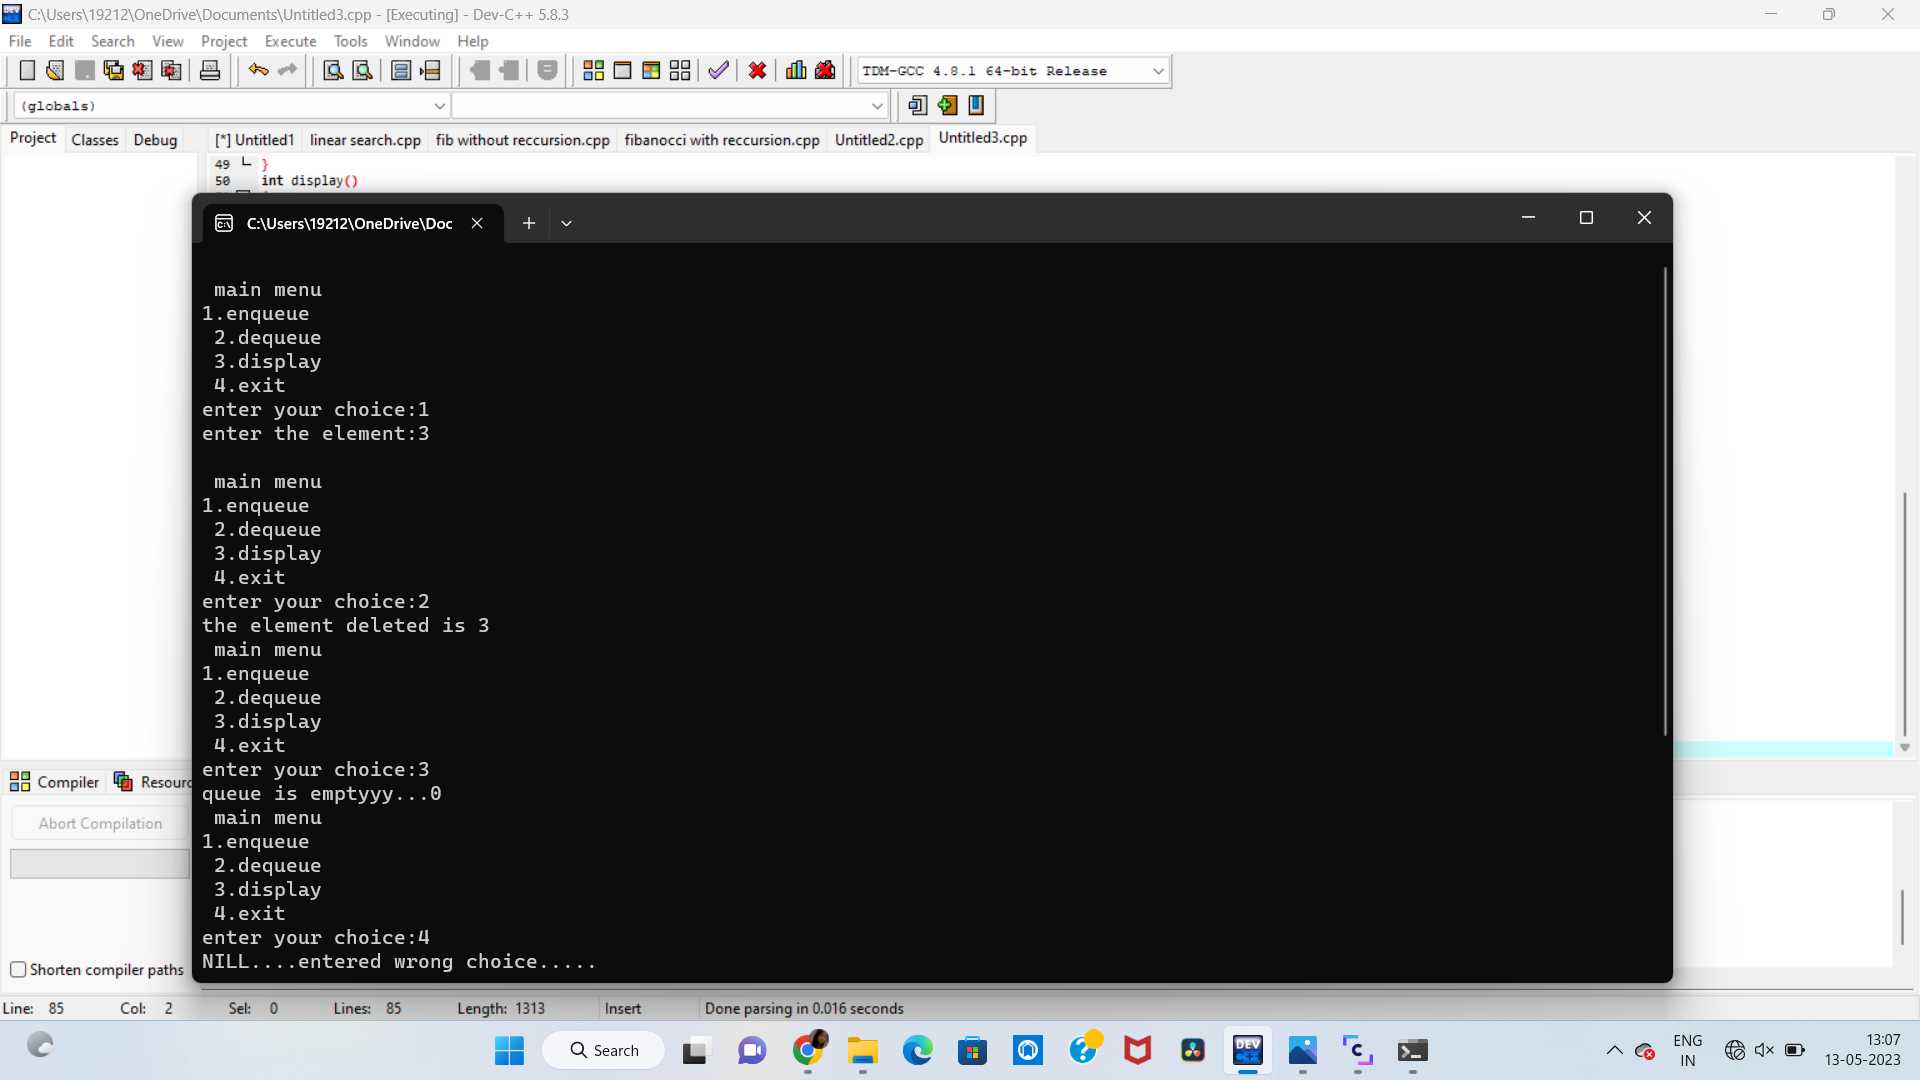 C:\Users\19212\OneDrive\Documents\Untitled3.cpp - [Executing] - Dev-C++ 5.8.3
File Edit Search View Project Execute Tools Window Help
TDM-GCC 4.8.1 64-bit Release
(globals)
Project Classes Debug [*] Untitled1 linear search.cpp fib without reccursion.cpp fibanocci with reccursion.cpp Untitled2.cpp Untitled3.cpp
49 }
50 int display()
C:\Users\19212\OneDrive\Doc
main menu
1.enqueue
2.dequeue
3.display
4.exit
enter your choice:1
enter the element:3
main menu
1.enqueue
2.dequeue
3.display
4.exit
enter your choice:2
the element deleted is 3
main menu
1.enqueue
2.dequeue
3.display
4.exit
enter your choice:3
queue is emptyyy...0
main menu
1.enqueue
2.dequeue
3.display
4.exit
enter your choice:4
NILL....entered wrong choice.....
Compiler Resourc
Abort Compilation
Shorten compiler paths
Line: 85 Col: 2 Sel: 0 Lines: 85 Length: 1313 Insert Done parsing in 0.016 seconds
Search
DEV C++
ENG
IN
13:07
13-05-2023